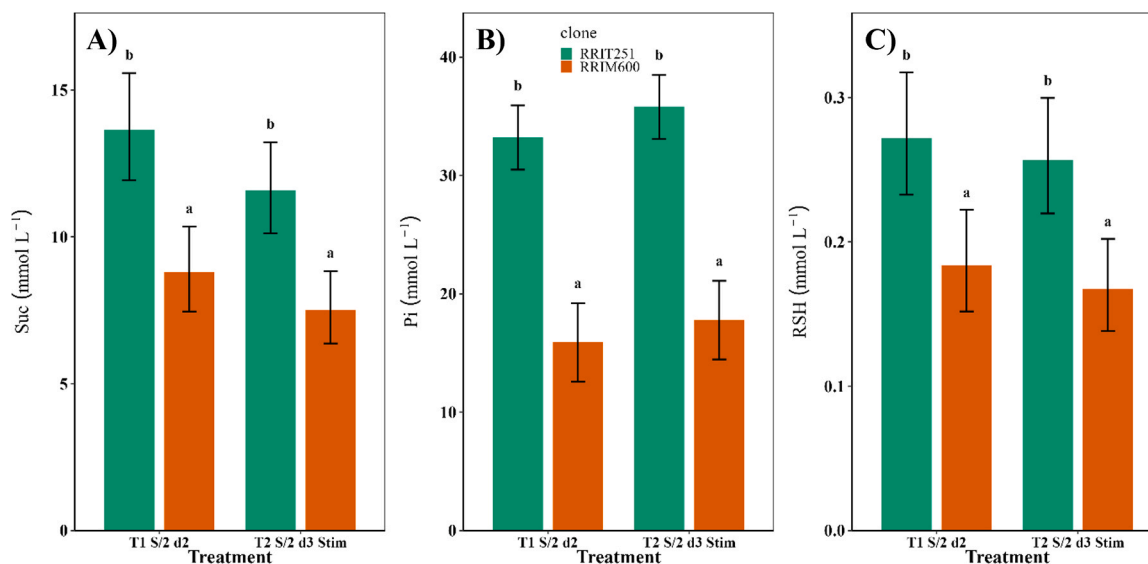 A)
Suc (mmol L⁻¹)
15
10
5
0
b
a
b
a
T1 S/2 d2
T2 S/2 d3 Stim
Treatment
B)
clone
RRIT251
RRIM600
Pi (mmol L⁻¹)
40
30
20
10
0
b
a
b
a
T1 S/2 d2
T2 S/2 d3 Stim
Treatment
C)
RSH (mmol L⁻¹)
0.3
0.2
0.1
0.0
b
a
b
a
T1 S/2 d2
T2 S/2 d3 Stim
Treatment